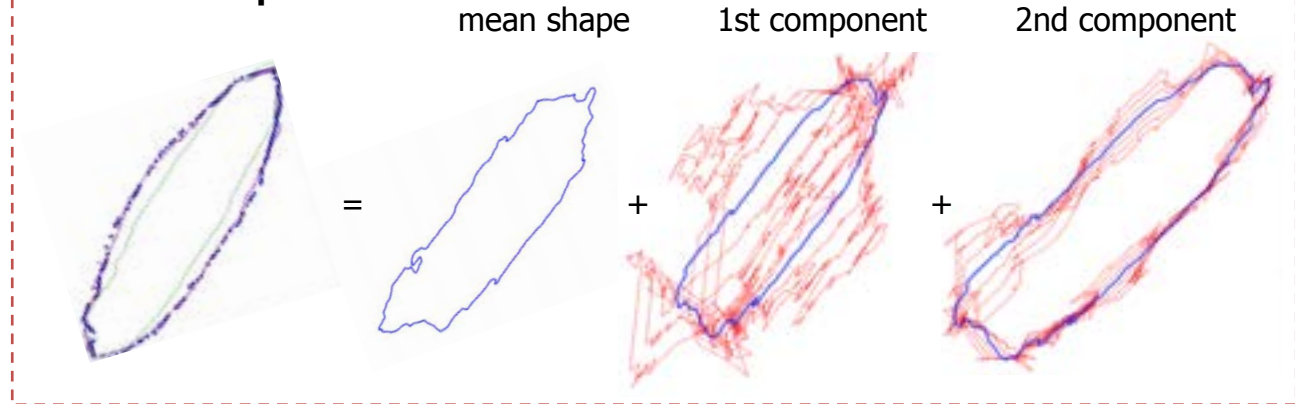 mean shape 1st component 2nd component
= + +